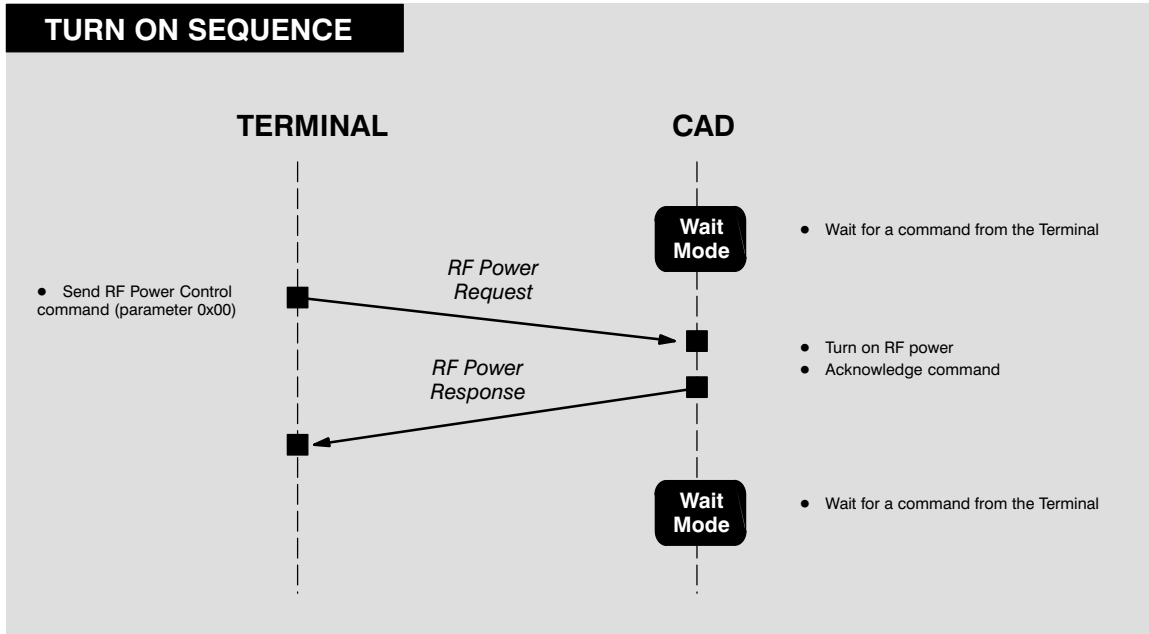 TURN ON SEQUENCE
TERMINAL
CAD
Wait
Mode
● Wait for a command from the Terminal
RF Power
Request
● Send RF Power Control
command (parameter 0x00)
● Turn on RF power
● Acknowledge command
RF Power
Response
Wait
Mode
● Wait for a command from the Terminal